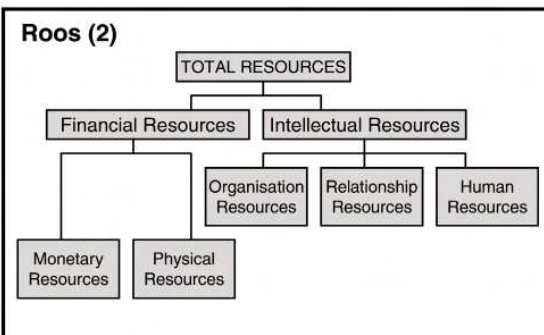 Roos (2)
TOTAL RESOURCES
Financial Resources
Intellectual Resources
Organisation
Resources
Relationship
Resources
Human
Resources
Monetary
Resources
Physical
Resources